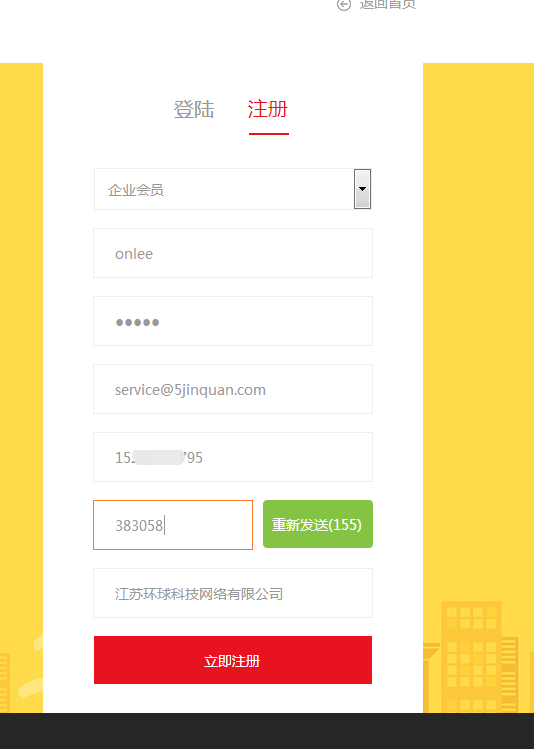 返回首页
登陆 注册
企业会员
onlee
●●●●●
service@5jinquan.com
15 795
383058
重新发送(155)
江苏环球科技网络有限公司
立即注册